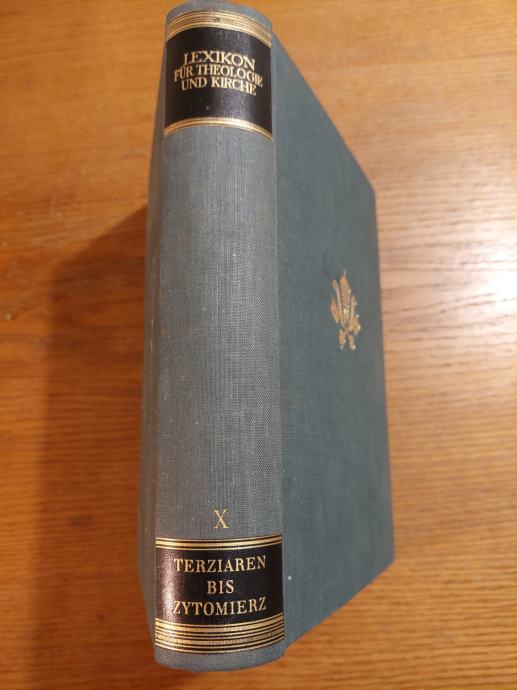 LEXIKON
FÜR THEOLOGIE
UND KIRCHE
X
TERZIAREN
BIS
ZYTOMIERZ